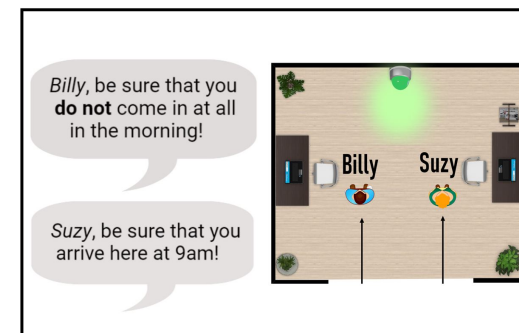 Billy, be sure that you
do not come in at all
in the morning!
Suzy, be sure that you
arrive here at 9am!
Billy
Suzy